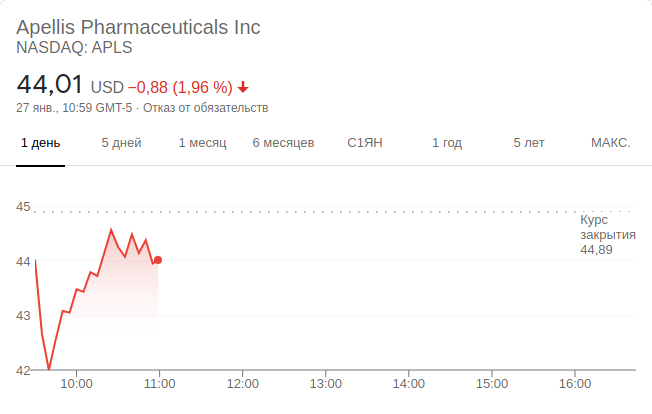 Apellis Pharmaceuticals Inc
NASDAQ: APLS
44,01 USD −0,88 (1,96 %)
27 янв., 10:59 GMT-5 · Отказ от обязательств
1 день 5 дней 1 месяц 6 месяцев С1ЯН 1 год 5 лет МАКС.
45
Курс
закрытия
44,89
44
43
42
10:00 11:00 12:00 13:00 14:00 15:00 16:00